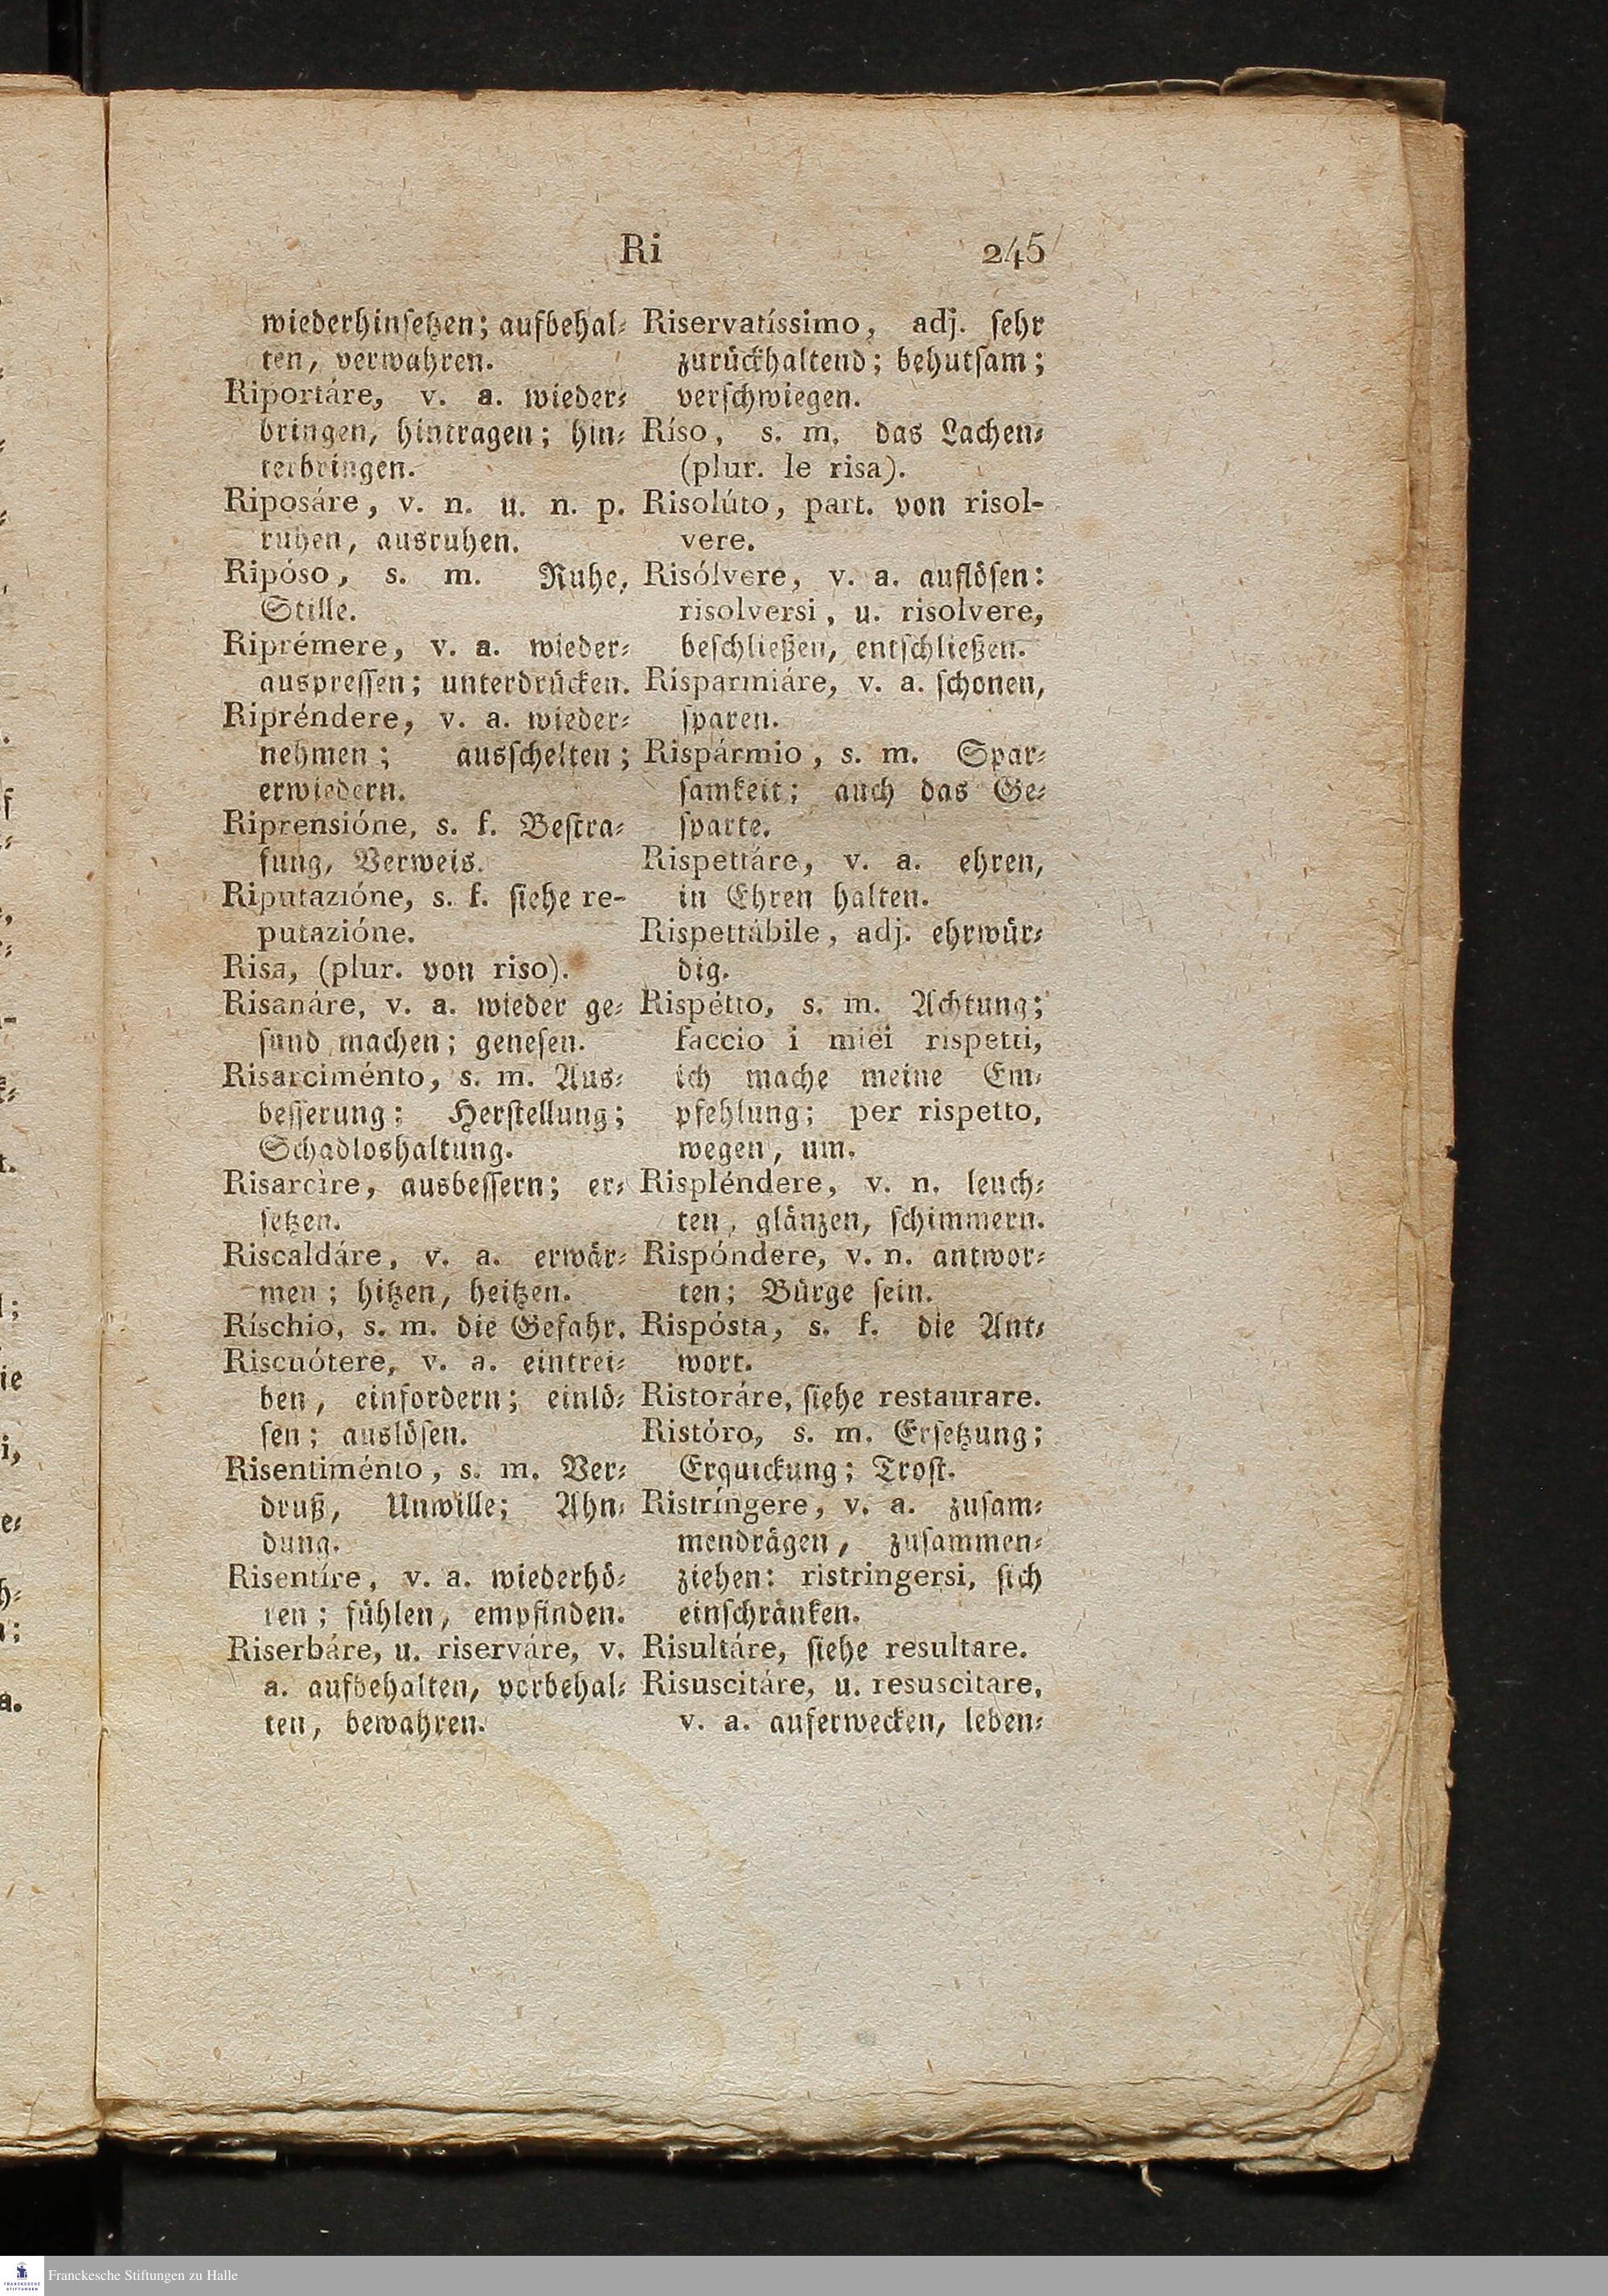 Ri 245
wiederhinſetzen; aufbehal⸗
ten, verwahren.
Riportáre, v. a. wieder⸗
bringen, hintragen; hin⸗
terbringen.
Riposáre, v. n. u. n. p.
ruhen, ausruhen.
Ripóso, s. m. Ruhe,
Stille.
Riprémere, v. a. wieder⸗
auspreſſen; unterdrücken.
Ripréndere, v. a. wieder⸗
nehmen; ausſchelten;
erwiedern.
Riprensióne, s. f. Beſtra⸗
fung, Verweis.
Riputazióne, s. f. ſiehe re-
putazióne.
Risa, (plur. von riso).
Risanáre, v. a. wieder ge⸗
ſund machen; geneſen.
Risarciménto, s. m. Aus⸗
beſſerung; Herſtellung;
Schadloshaltung.
Risarcìre, ausbeſſern; er⸗
ſetzen.
Riscaldáre, v. a. erwär⸗
men; hitzen, heitzen.
Ríschio, s. m. die Gefahr.
Riscuótere, v. a. eintrei⸗
ben, einfordern; einlö⸗
ſen; auslöſen.
Risentiménto, s. m. Ver⸗
druß, Unwille; Ahn⸗
dung.
Risentíre, v. a. wiederhö⸗
ren; fühlen, empfinden.
Riserbáre, u. riserváre, v.
a. aufbehalten, vorbehal⸗
ten, bewahren.
Riservatíssimo, adj. ſehr
zurückhaltend; behutſam;
verſchwiegen.
Ríso, s. m. das Lachen⸗
(plur. le risa).
Risolúto, part. von risol-
vere.
Risólvere, v. a. auflöſen:
risolversi, u. risolvere,
beſchließen, entſchließen.
Risparmiáre, v. a. ſchonen,
ſparen.
Rispármio, s. m. Spar⸗
ſamkeit; auch das Ge⸗
ſparte.
Rispettáre, v. a. ehren,
in Ehren halten.
Rispettábile, adj. ehrwür⸗
dig.
Rispétto, s. m. Achtung;
faccio i miei rispetti,
ich mache meine Em⸗
pfehlung; per rispetto,
wegen, um.
Rispléndere, v. n. leuch⸗
ten, glänzen, ſchimmern.
Rispóndere, v. n. antwor⸗
ten; Bürge ſein.
Rispósta, s. f. die Ant⸗
wort.
Ristoráre, ſiehe restaurare.
Ristóro, s. m. Erſetzung;
Erquickung; Troſt.
Ristríngere, v. a. zuſam⸗
mendrägen, zuſammen⸗
ziehen: ristringersi, ſich
einſchränken.
Risultáre, ſiehe resultare.
Risuscitáre, u. resuscitare,
v. a. auferwecken, leben⸗
Franckesche Stiftungen zu Halle